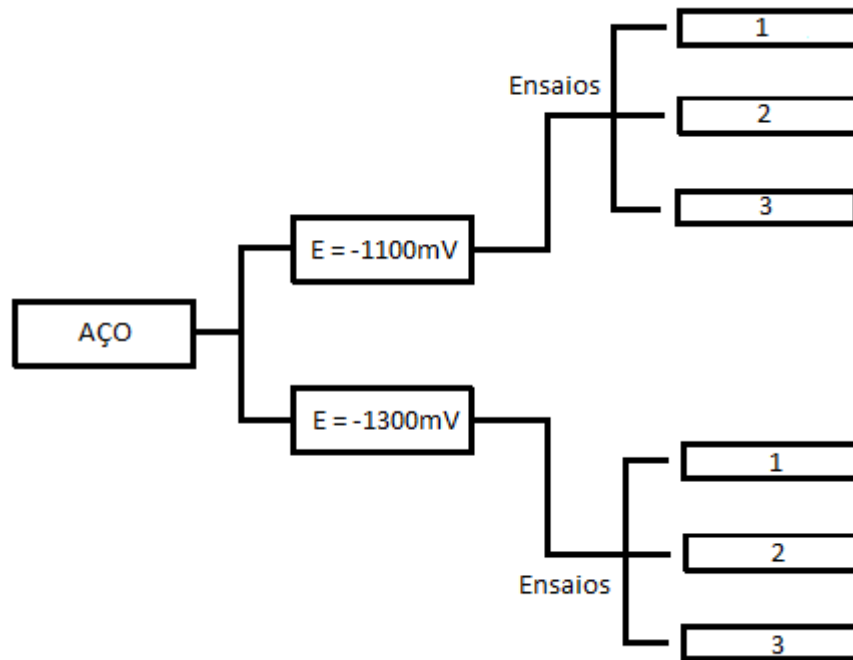 1
Ensaios
2
3
E = -1100mV
AÇO
E = -1300mV
1
2
Ensaios
3